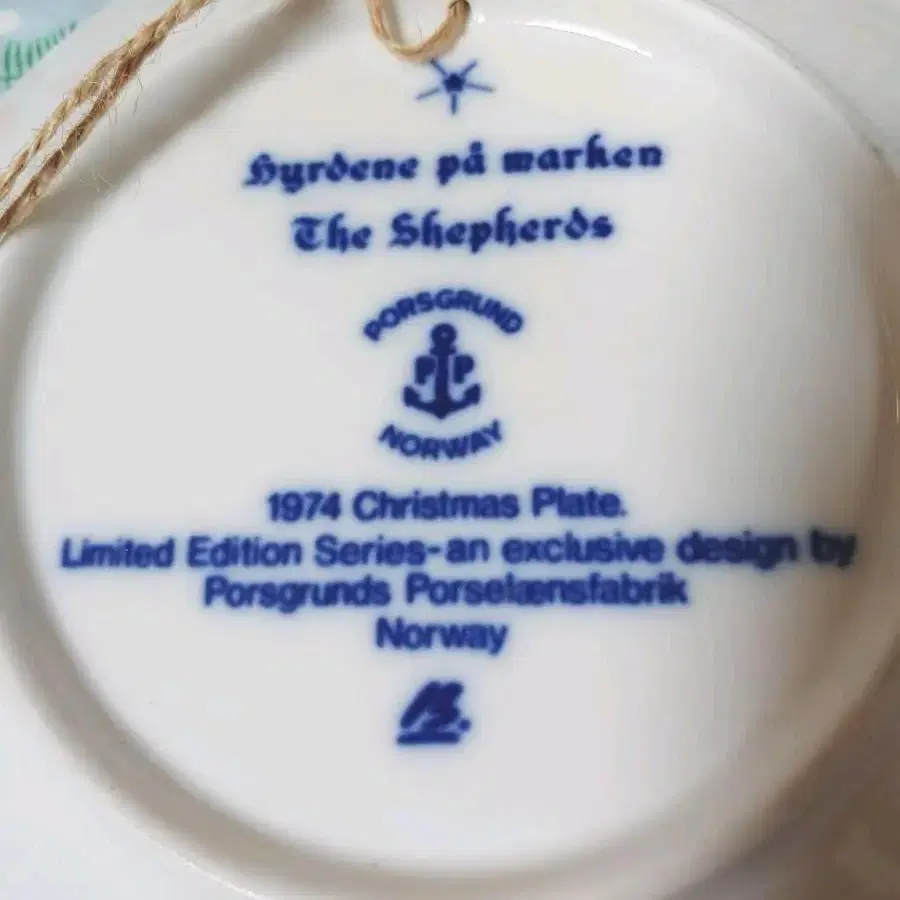 Hyrdene på marken
The Shepherds
PORSGRUND
P P
NORWAY
1974 Christmas Plate.
Limited Edition Series-an exclusive design by
Porsgrunds Porselænsfabrik
Norway